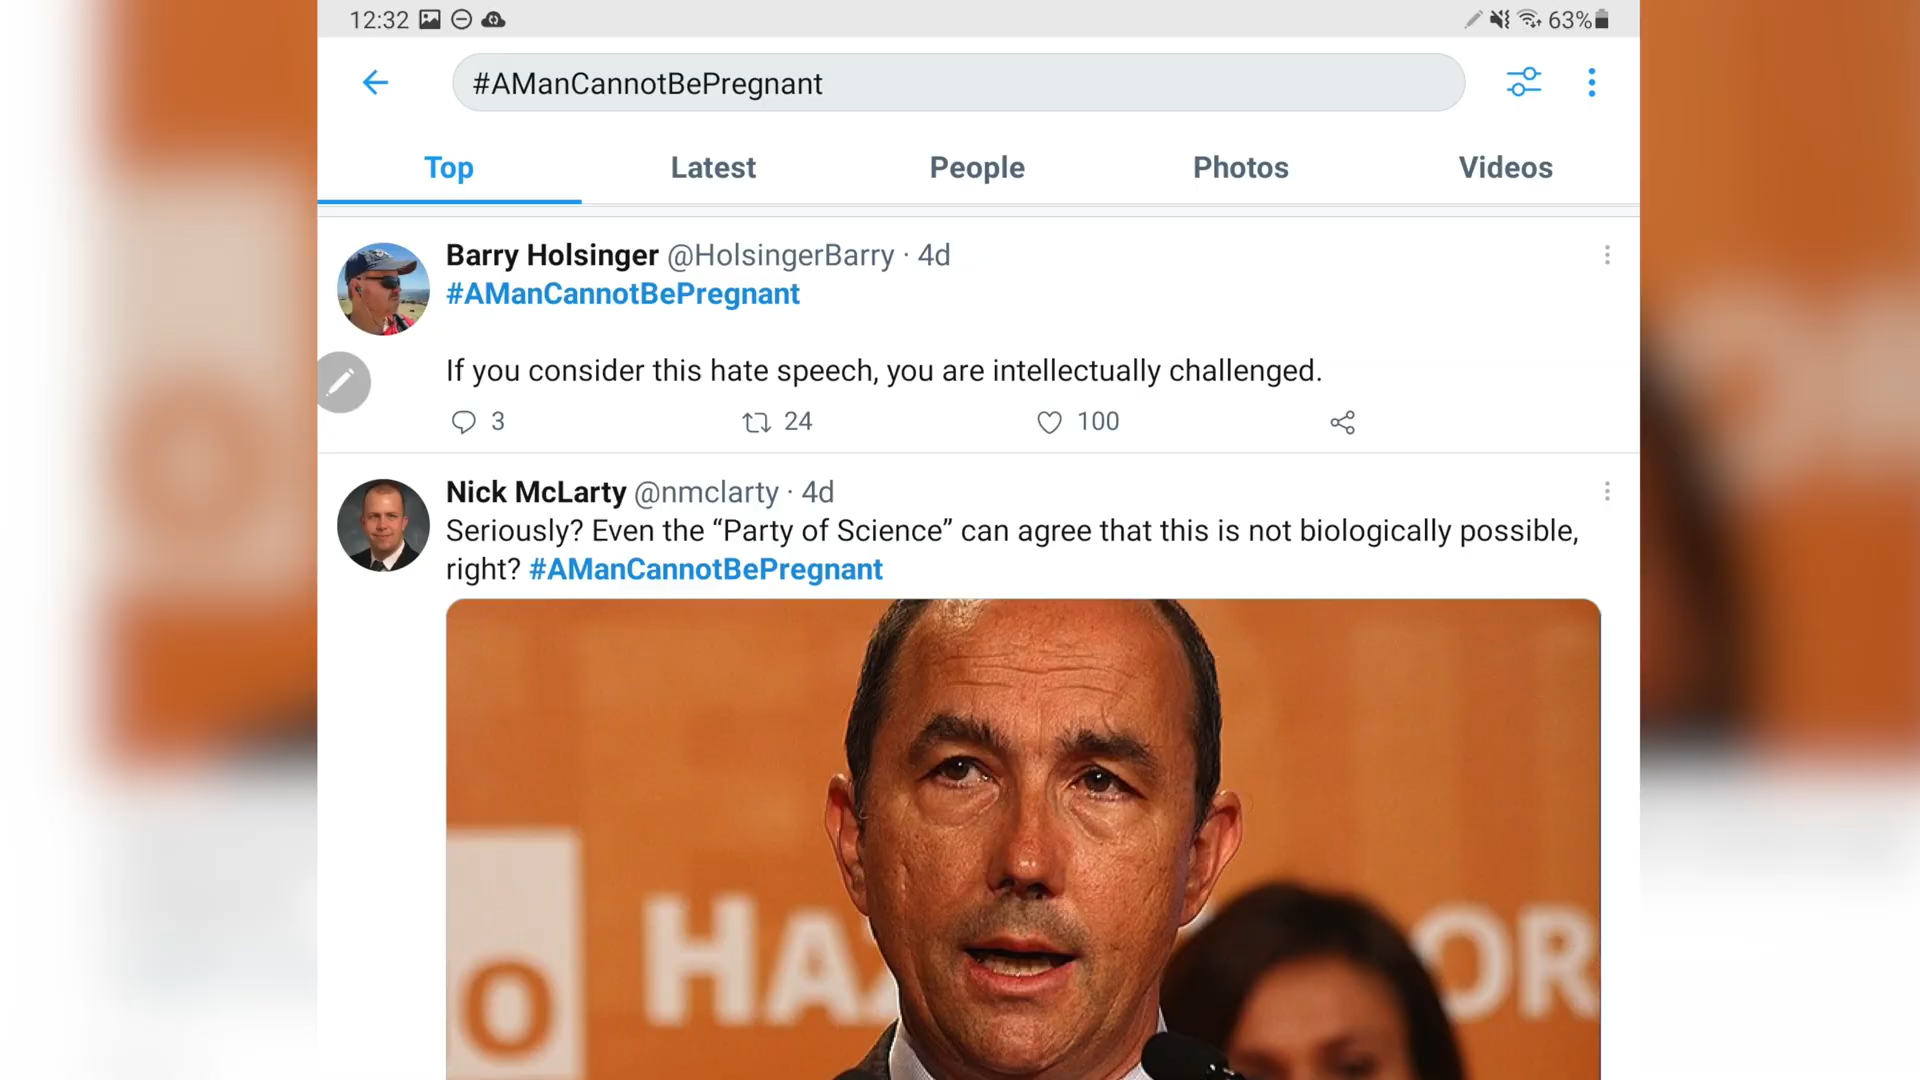 12:32
63%
#AManCannotBePregnant
Top Latest People Photos Videos
Barry Holsinger @HolsingerBarry · 4d
#AManCannotBePregnant
If you consider this hate speech, you are intellectually challenged.
3 24 100
Nick McLarty @nmclarty · 4d
Seriously? Even the “Party of Science” can agree that this is not biologically possible,
right? #AManCannotBePregnant